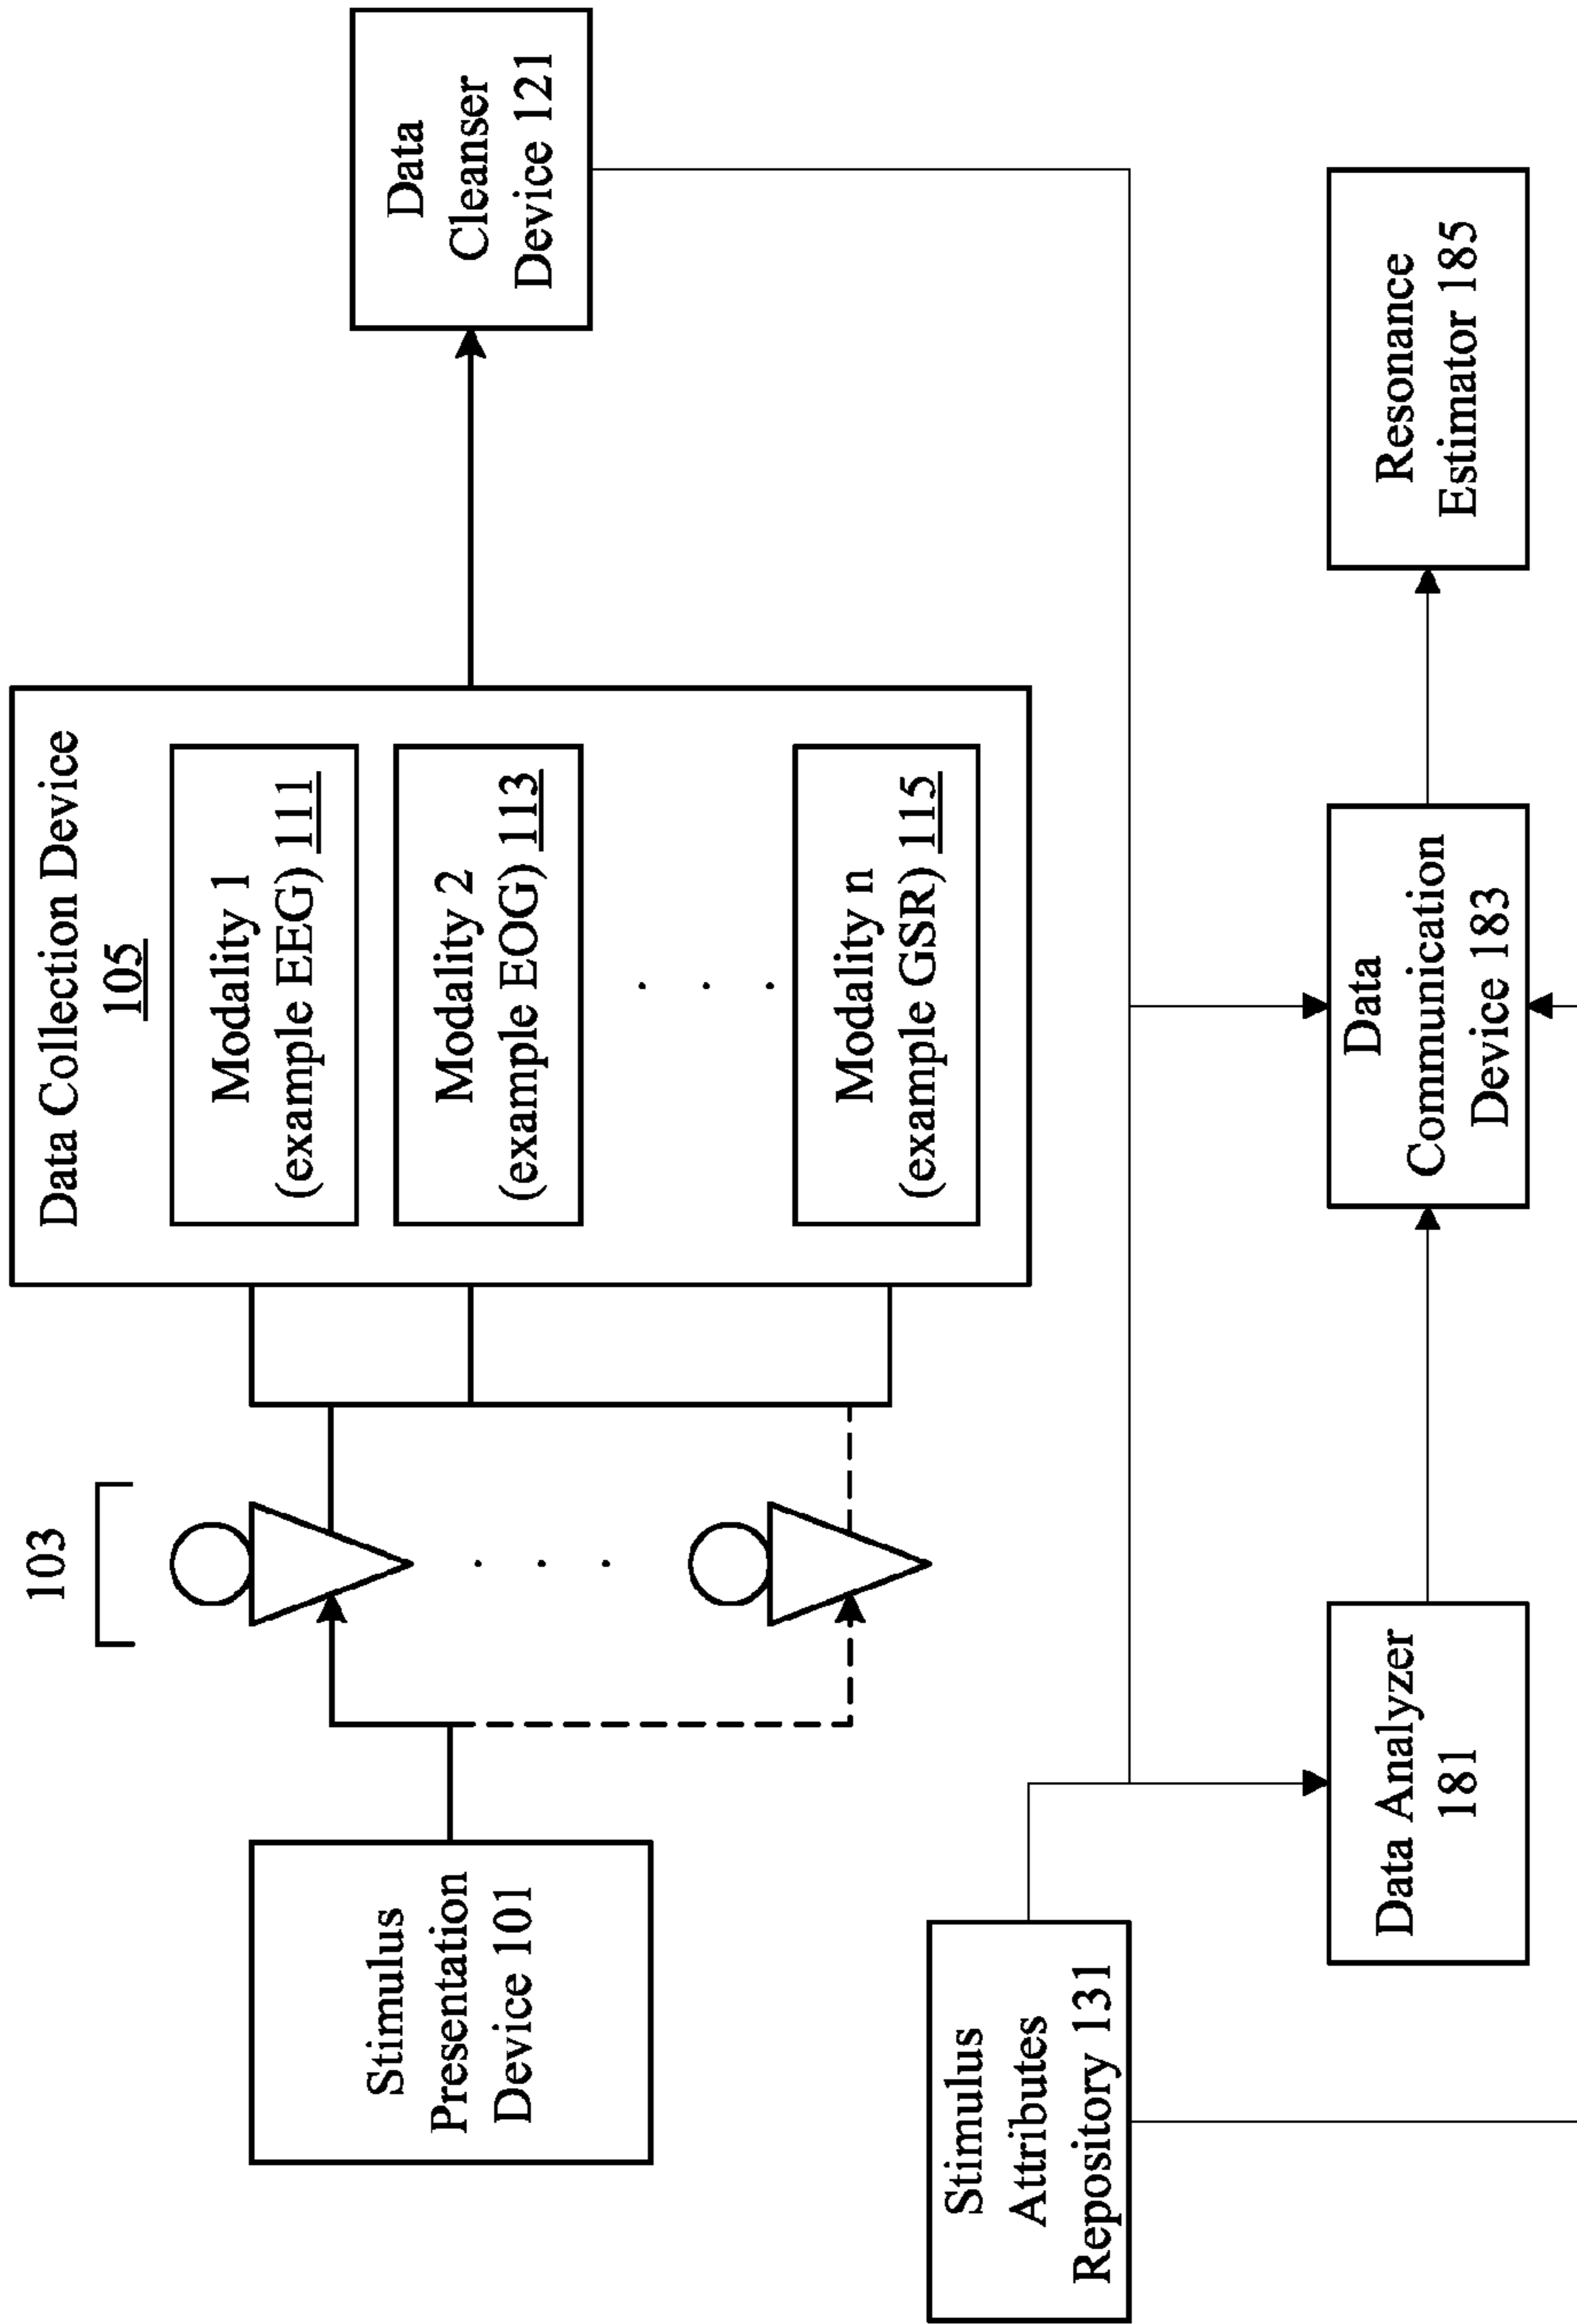 103
Stimulus
Presentation
Device 101
Data Collection Device
105
Modality 1
(example EEG) 111
Modality 2
(example EOG) 113
. . .
Modality n
(example GSR) 115
Data
Cleanser
Device 121
Stimulus
Attributes
Repository 131
Data Analyzer
181
Data
Communication
Device 183
Resonance
Estimator 185